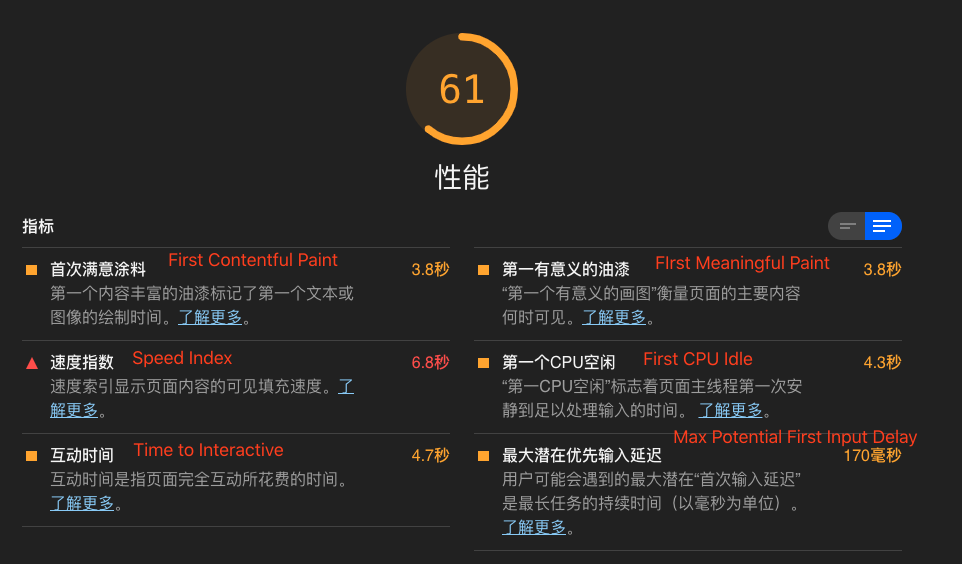 61
性能
指标
首次满意涂料 First Contentful Paint 3.8秒
第一个内容丰富的油漆标记了第一个文本或
图像的绘制时间。了解更多。
第一有意义的油漆 FIrst Meaningful Paint 3.8秒
“第一个有意义的画图”衡量页面的主要内容
何时可见。了解更多。
速度指数 Speed Index 6.8秒
速度索引显示页面内容的可见填充速度。了
解更多。
第一个CPU空闲 First CPU Idle 4.3秒
“第一CPU空闲”标志着页面主线程第一次安
静到足以处理输入的时间。 了解更多。
互动时间 Time to Interactive 4.7秒
互动时间是指页面完全互动所花费的时间。
了解更多。
Max Potential First Input Delay
最大潜在优先输入延迟 170毫秒
用户可能会遇到的最大潜在“首次输入延迟”
是最长任务的持续时间（以毫秒为单位）。
了解更多。